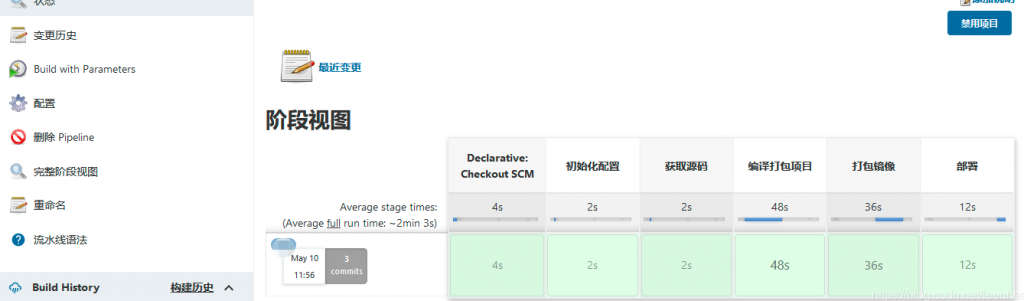 状态
添加说明
禁用项目
变更历史
Build with Parameters
最近变更
配置
删除 Pipeline
完整阶段视图
重命名
流水线语法
Build History 构建历史
阶段视图
Declarative: Checkout SCM
初始化配置
获取源码
编译打包项目
打包镜像
部署
Average stage times:
4s 2s 2s 48s 36s 12s
(Average full run time: ~2min 3s)
May 10
11:56
3
commits
4s 2s 2s 48s 36s 12s